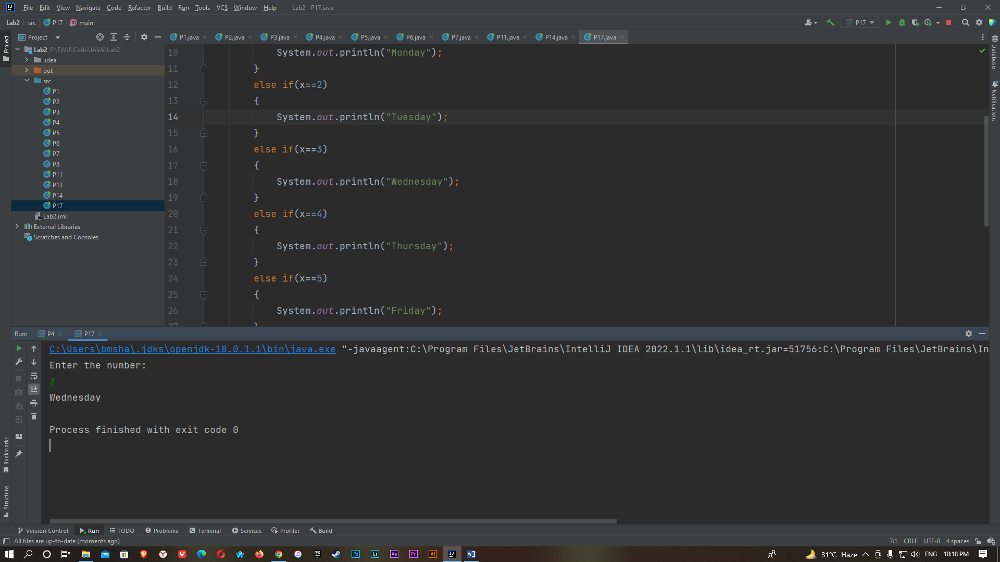 File Edit View Navigate Code Refactor Build Run Tools VCS Window Help Lab2 - P17.java
Lab2 src P17 main P17
Project
P1.java P2.java P3.java P4.java P5.java P6.java P7.java P11.java P14.java P17.java
Project
Lab2 F:\EWU\Code\JAVA\Lab2
.idea
out
src
P1
P2
P3
P4
P5
P6
P7
P8
P11
P13
P14
P17
Lab2.iml
External Libraries
Scratches and Consoles
10 System.out.println("Monday");
11 }
12 else if(x==2)
13 {
14 System.out.println("Tuesday");
15 }
16 else if(x==3)
17 {
18 System.out.println("Wednesday");
19 }
20 else if(x==4)
21 {
22 System.out.println("Thursday");
23 }
24 else if(x==5)
25 {
26 System.out.println("Friday");
27 }
Database
Notifications
Run: P4 P17
C:\Users\bmsha\.jdks\openjdk-18.0.1.1\bin\java.exe "-javaagent:C:\Program Files\JetBrains\IntelliJ IDEA 2022.1.1\lib\idea_rt.jar=51756:C:\Program Files\JetBrains\In
Enter the number:
3
Wednesday
Process finished with exit code 0
Bookmarks
Structure
Version Control Run TODO Problems Terminal Services Profiler Build
All files are up-to-date (moments ago) 7:1 CRLF UTF-8 4 spaces
Ps Lr Ae Pr Ai 31°C Haze ENG 10:18 PM